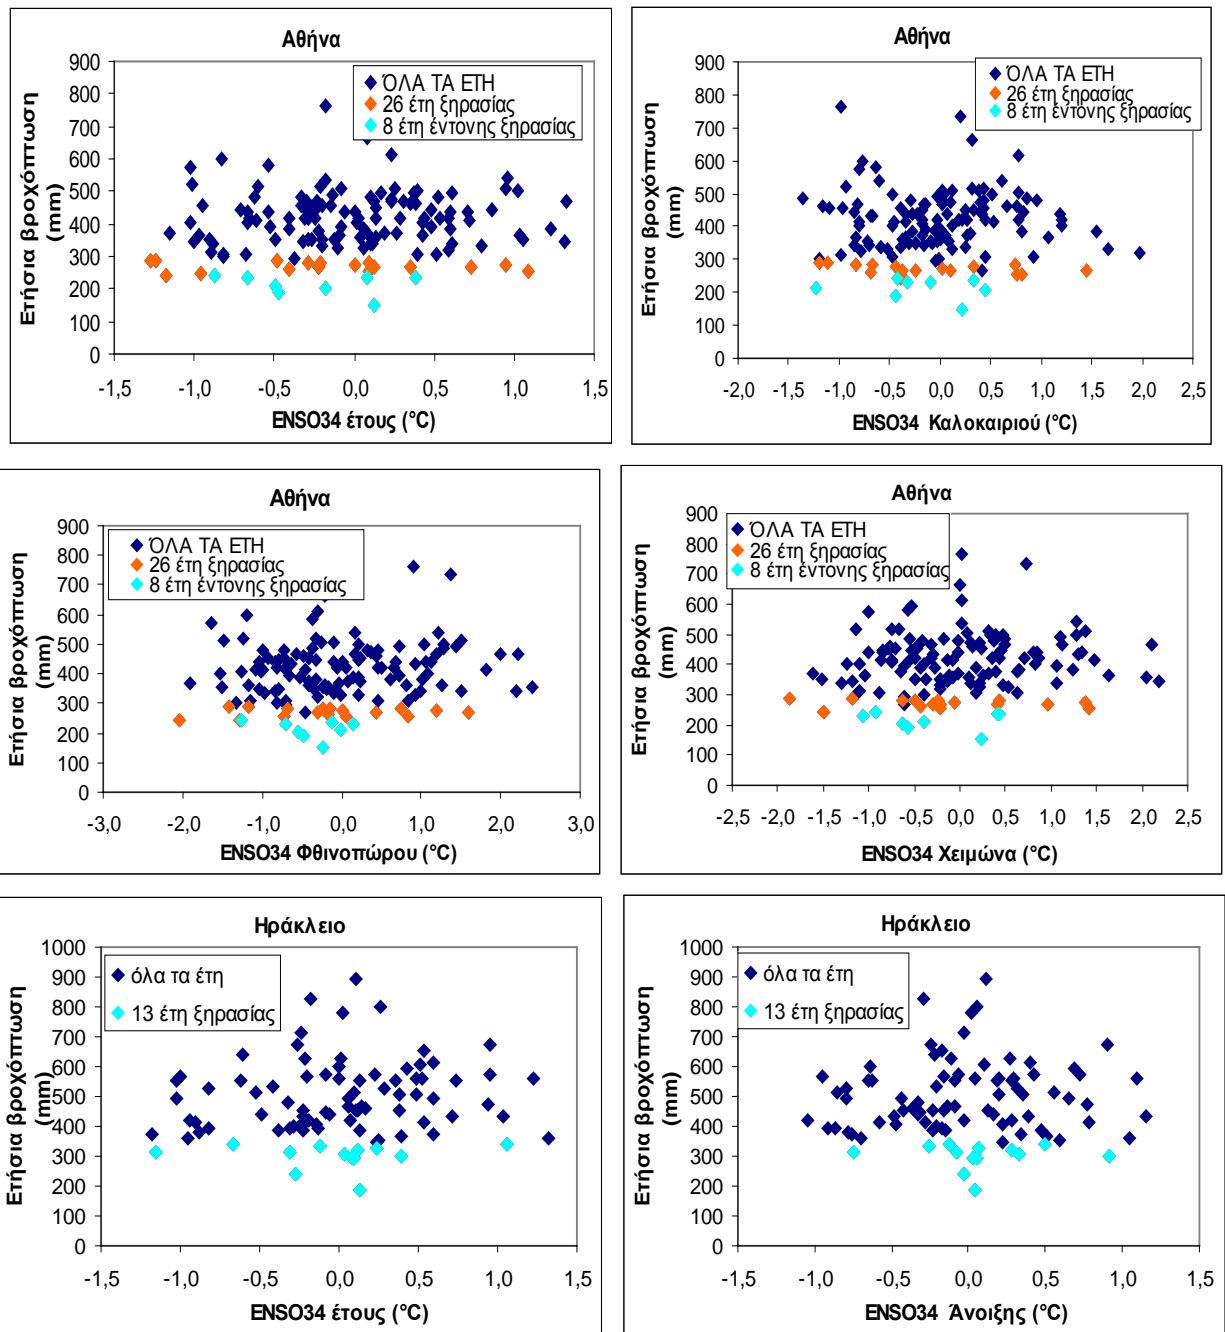 Αθήνα
Ετήσια βροχόπτωση
(mm)
900
800
700
600
500
400
300
200
100
0
ΌΛΑ ΤΑ ΕΤΗ
26 έτη ξηρασίας
8 έτη έντονης ξηρασίας
-1,5 -1,0 -0,5 0,0 0,5 1,0 1,5
ENSO34 έτους (°C)
Αθήνα
Ετήσια βροχόπτωση
(mm)
900
800
700
600
500
400
300
200
100
0
ΌΛΑ ΤΑ ΕΤΗ
26 έτη ξηρασίας
8 έτη έντονης ξηρασίας
-2,0 -1,5 -1,0 -0,5 0,0 0,5 1,0 1,5 2,0 2,5
ENSO34 Καλοκαιριού (°C)
Αθήνα
Ετήσια βροχόπτωση
(mm)
900
800
700
600
500
400
300
200
100
0
ΌΛΑ ΤΑ ΕΤΗ
26 έτη ξηρασίας
8 έτη έντονης ξηρασίας
-3,0 -2,0 -1,0 0,0 1,0 2,0 3,0
ENSO34 Φθινοπώρου (°C)
Αθήνα
Ετήσια βροχόπτωση
(mm)
900
800
700
600
500
400
300
200
100
0
ΌΛΑ ΤΑ ΕΤΗ
26 έτη ξηρασίας
8 έτη έντονης ξηρασίας
-2,5 -2,0 -1,5 -1,0 -0,5 0,0 0,5 1,0 1,5 2,0 2,5
ENSO34 Χειμώνα (°C)
Ηράκλειο
Ετήσια βροχόπτωση
(mm)
1000
900
800
700
600
500
400
300
200
100
0
όλα τα έτη
13 έτη ξηρασίας
-1,5 -1,0 -0,5 0,0 0,5 1,0 1,5
ENSO34 έτους (°C)
Ηράκλειο
Ετήσια βροχόπτωση
(mm)
1000
900
800
700
600
500
400
300
200
100
0
όλα τα έτη
13 έτη ξηρασίας
-1,5 -1,0 -0,5 0,0 0,5 1,0 1,5
ENSO34 Άνοιξης (°C)